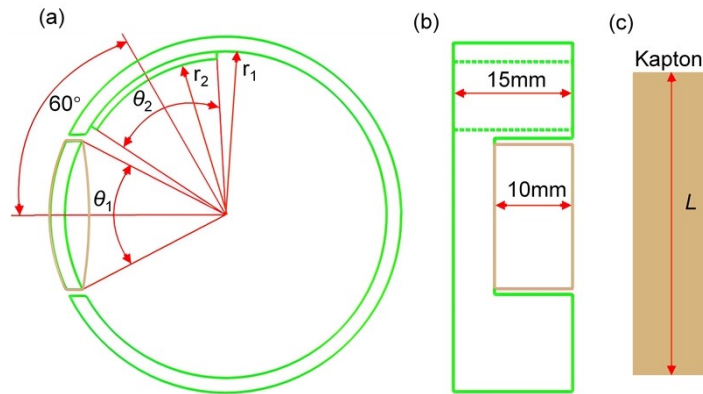 (a)
60°
θ₂
r₂
r₁
θ₁
(b)
15mm
10mm
(c)
Kapton
L